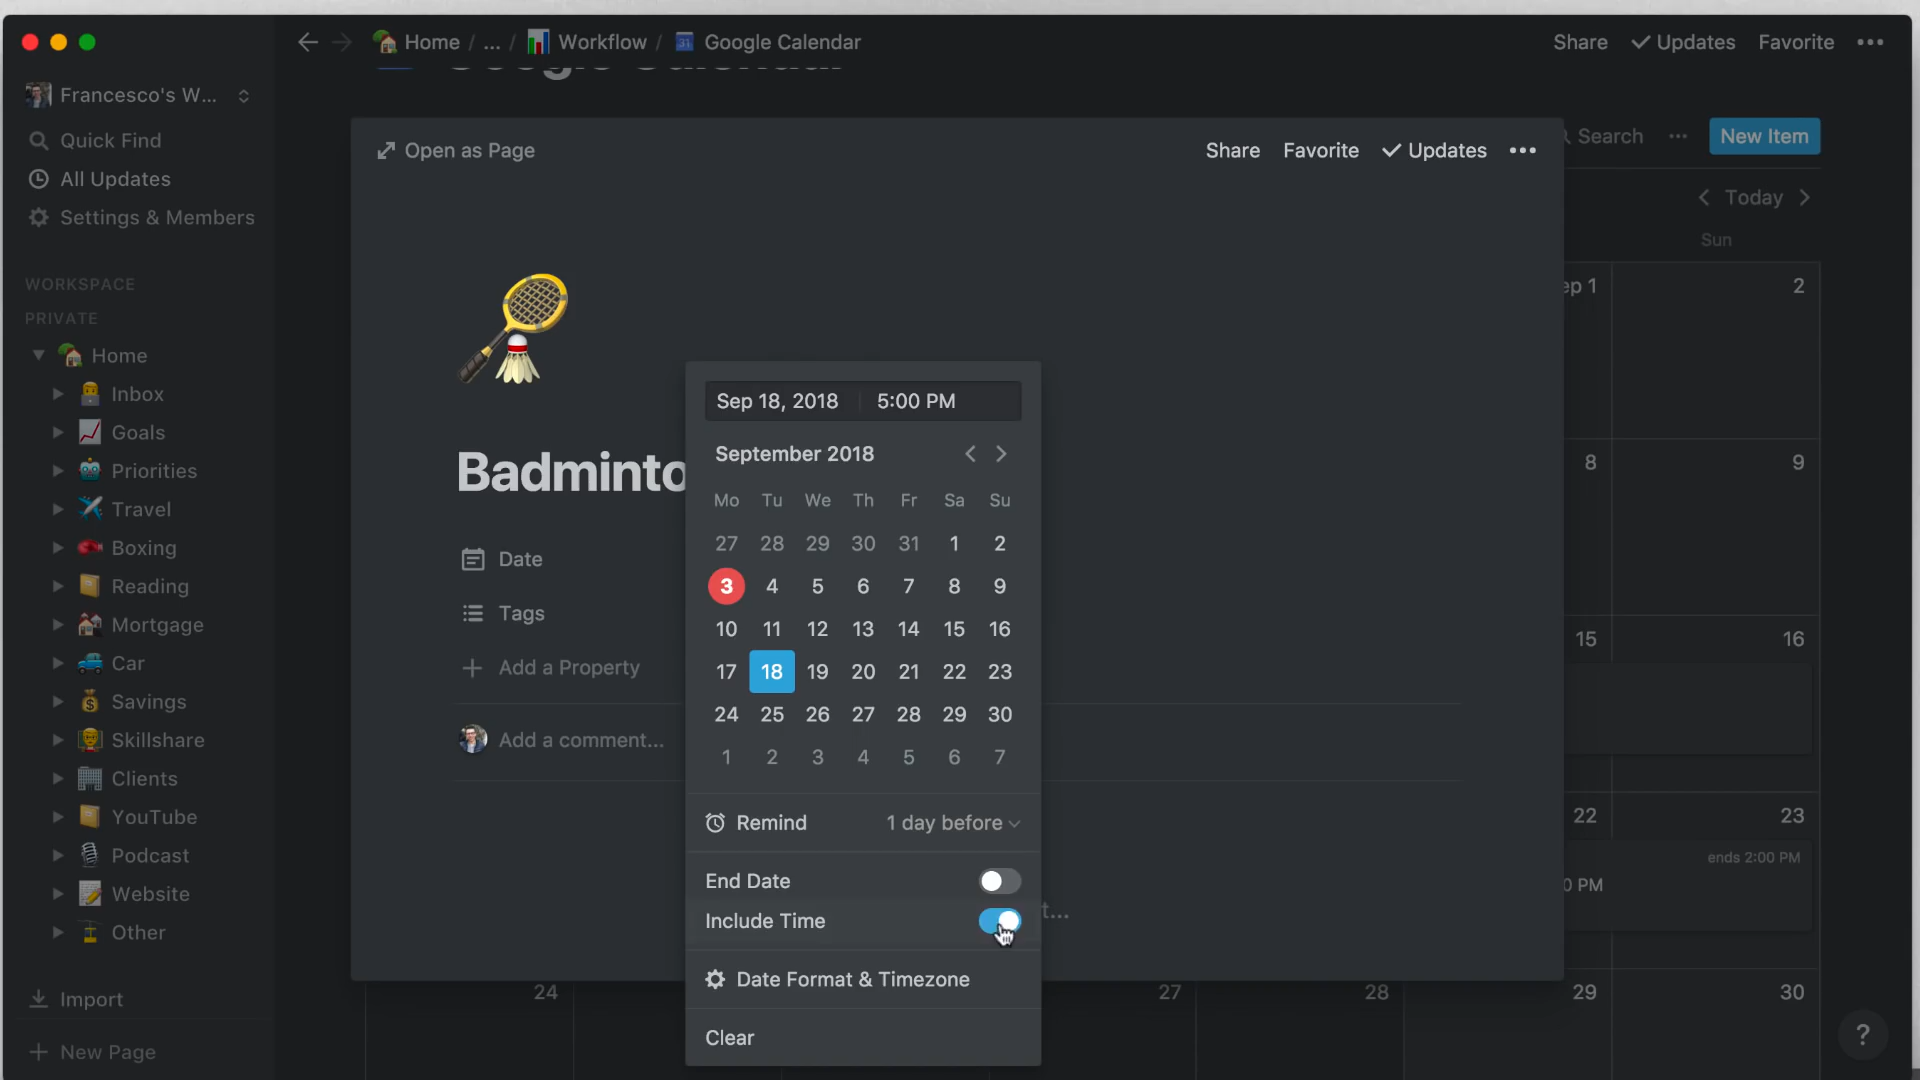 Home / ... / Workflow / Google Calendar
Share Updates Favorite
Francesco's W...
Quick Find
All Updates
Settings & Members
WORKSPACE
PRIVATE
Home
Inbox
Goals
Priorities
Travel
Boxing
Reading
Mortgage
Car
Savings
Skillshare
Clients
YouTube
Podcast
Website
Other
Import
New Page
Search
New Item
Today
Sun
Open as Page
Share Favorite Updates
Badminto
Date
Tags
Add a Property
Add a comment...
Sep 18, 2018 5:00 PM
September 2018
Mo Tu We Th Fr Sa Su
27 28 29 30 31 1 2
3 4 5 6 7 8 9
10 11 12 13 14 15 16
17 18 19 20 21 22 23
24 25 26 27 28 29 30
1 2 3 4 5 6 7
Remind 1 day before
End Date
Include Time
Date Format & Timezone
Clear
t...
ep 1 2
8 9
15 16
22 23
ends 2:00 PM
0 PM
24 27 28 29 30
?